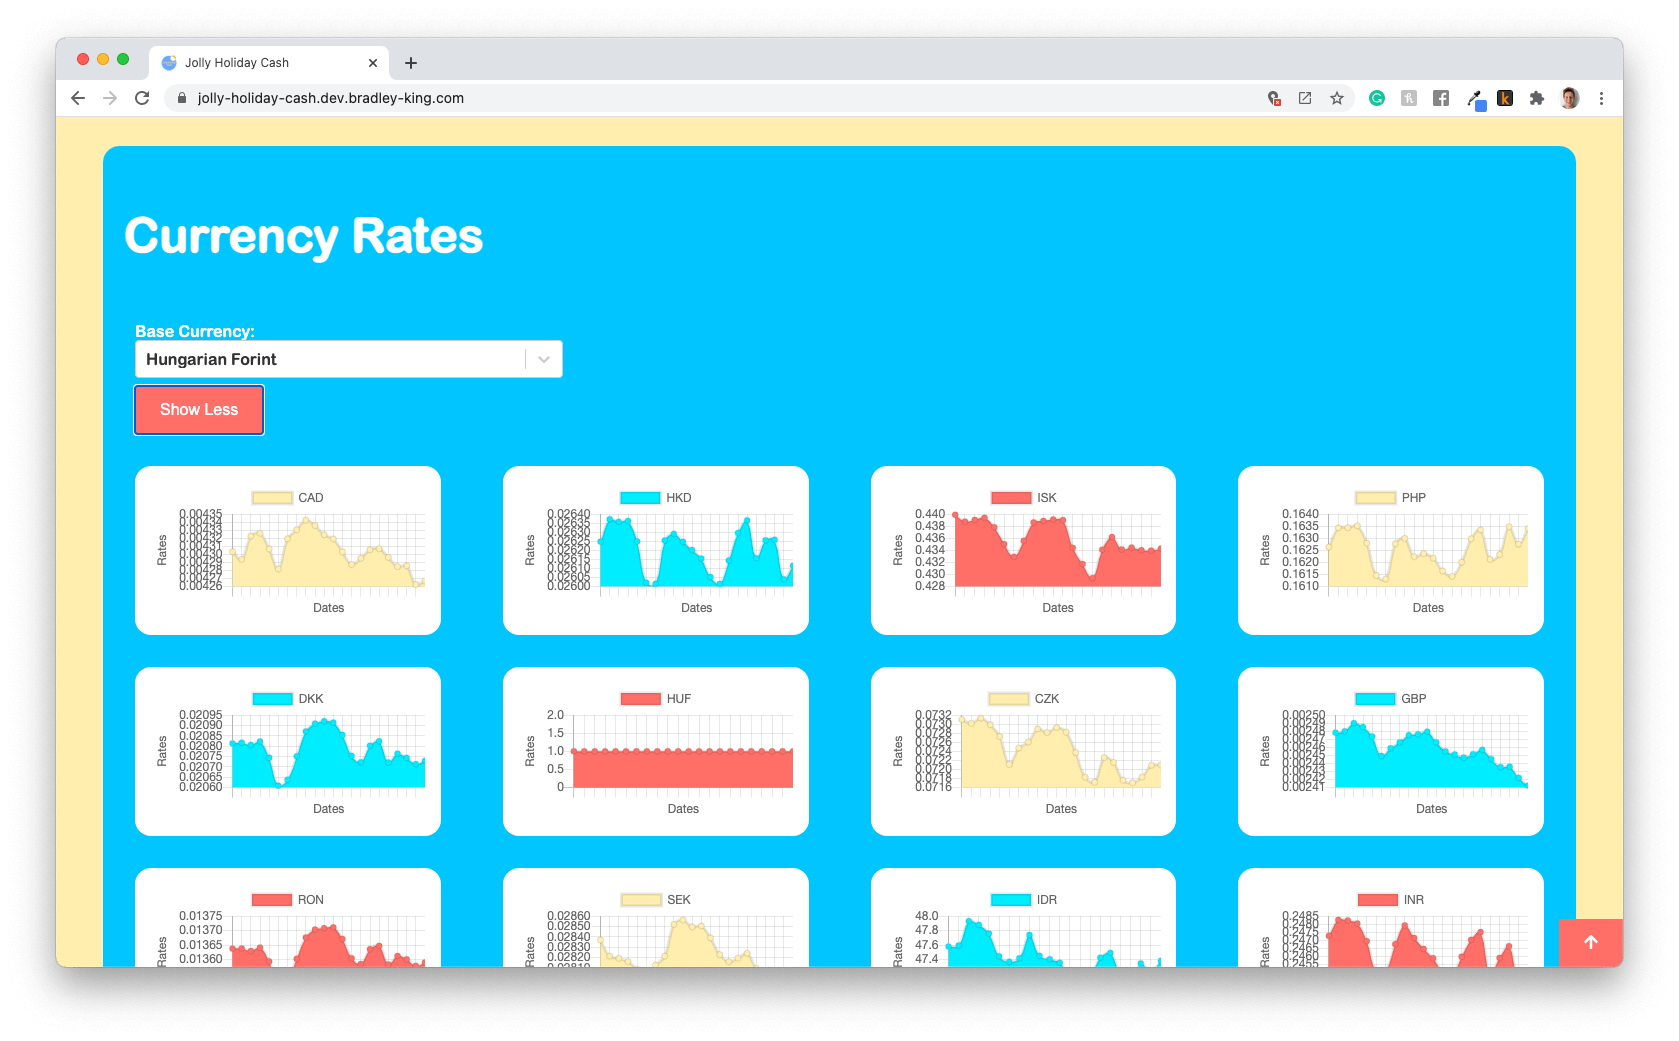 Jolly Holiday Cash
jolly-holiday-cash.dev.bradley-king.com
Currency Rates
Base Currency:
Hungarian Forint
Show Less
CAD
0.00435
0.00434
0.00433
0.00432
0.00431
0.00430
0.00429
0.00428
0.00427
0.00426
Rates
Dates
HKD
0.02640
0.02635
0.02630
0.02625
0.02620
0.02615
0.02610
0.02605
0.02600
Rates
Dates
ISK
0.440
0.438
0.436
0.434
0.432
0.430
0.428
Rates
Dates
PHP
0.1640
0.1635
0.1630
0.1625
0.1620
0.1615
0.1610
Rates
Dates
DKK
0.02095
0.02090
0.02085
0.02080
0.02075
0.02070
0.02065
0.02060
Rates
Dates
HUF
2.0
1.5
1.0
0.5
0
Rates
Dates
CZK
0.0732
0.0730
0.0728
0.0726
0.0724
0.0722
0.0720
0.0718
0.0716
Rates
Dates
GBP
0.00250
0.00249
0.00248
0.00247
0.00246
0.00245
0.00244
0.00243
0.00242
0.00241
Rates
Dates
RON
0.01375
0.01370
0.01365
0.01360
Rates
SEK
0.02860
0.02850
0.02840
0.02830
0.02820
0.02810
Rates
IDR
48.0
47.8
47.6
47.4
Rates
INR
0.2485
0.2480
0.2475
0.2470
0.2465
0.2460
0.2455
Rates